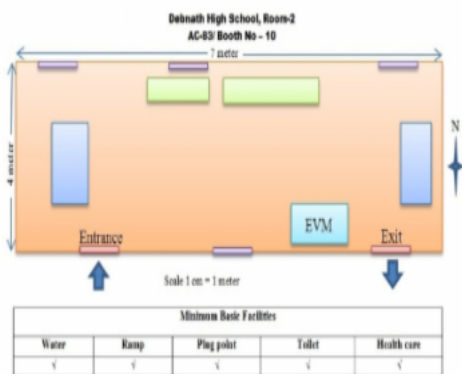 Debnath High School, Room-2
AC-83/ Booth No – 10
7 meter
4 meter
N
EVM
Entrance
Exit
Scale 1 cm = 1 meter
Minimum Basic Facilities
Water Ramp Plug point Toilet Health care
√ √ √ √ √